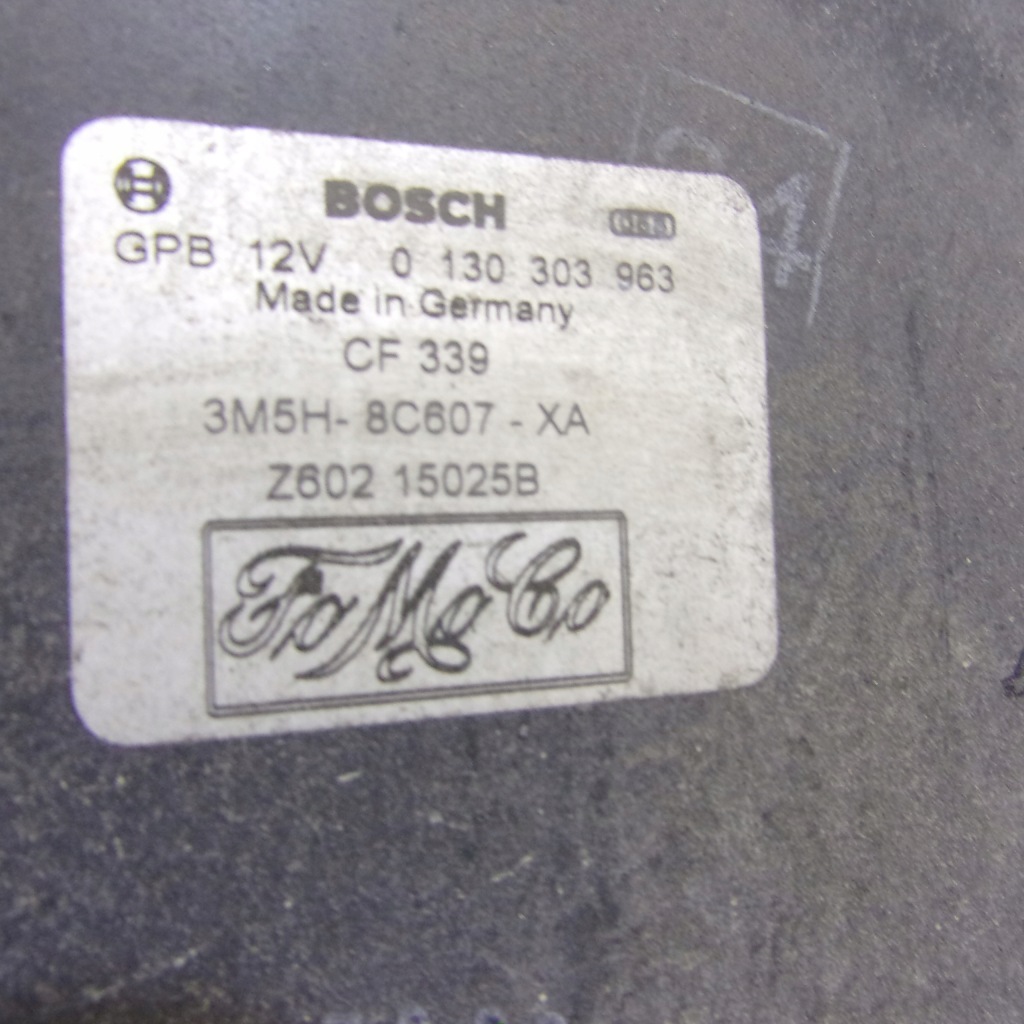 BOSCH
GPB 12V 0 130 303 963
Made in Germany
CF 339
3M5H- 8C607 - XA
Z602 15025B
FoMoCo